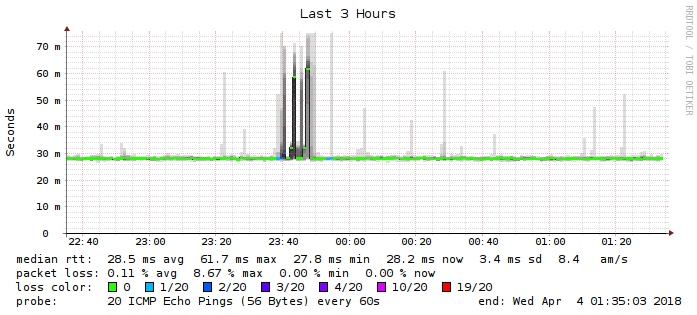 Last 3 Hours
RRDTOOL / TOBI OETIKER
Seconds
70 m
60 m
50 m
40 m
30 m
20 m
10 m
0
22:40 23:00 23:20 23:40 00:00 00:20 00:40 01:00 01:20
median rtt: 28.5 ms avg 61.7 ms max 27.8 ms min 28.2 ms now 3.4 ms sd 8.4 am/s
packet loss: 0.11 % avg 8.67 % max 0.00 % min 0.00 % now
loss color: 0 1/20 2/20 3/20 4/20 10/20 19/20
probe: 20 ICMP Echo Pings (56 Bytes) every 60s end: Wed Apr 4 01:35:03 2018